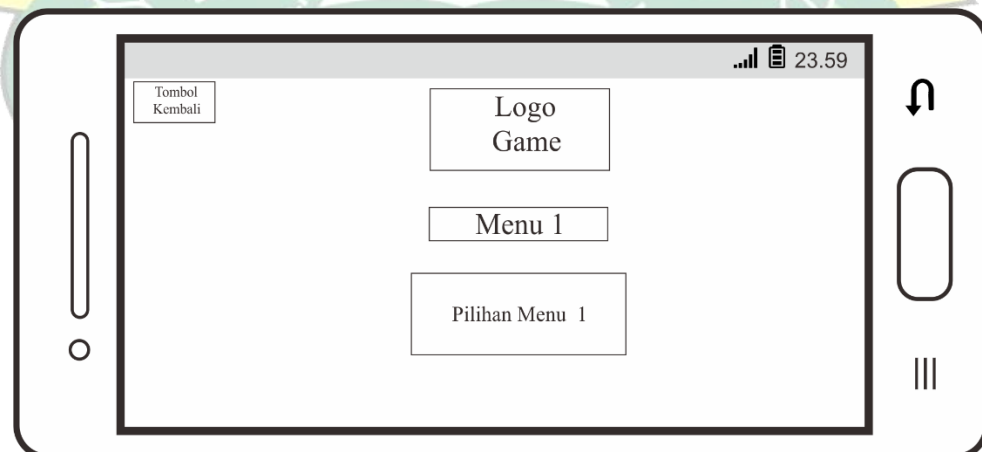 23.59
Tombol
Kembali
Logo
Game
Menu 1
Pilihan Menu 1